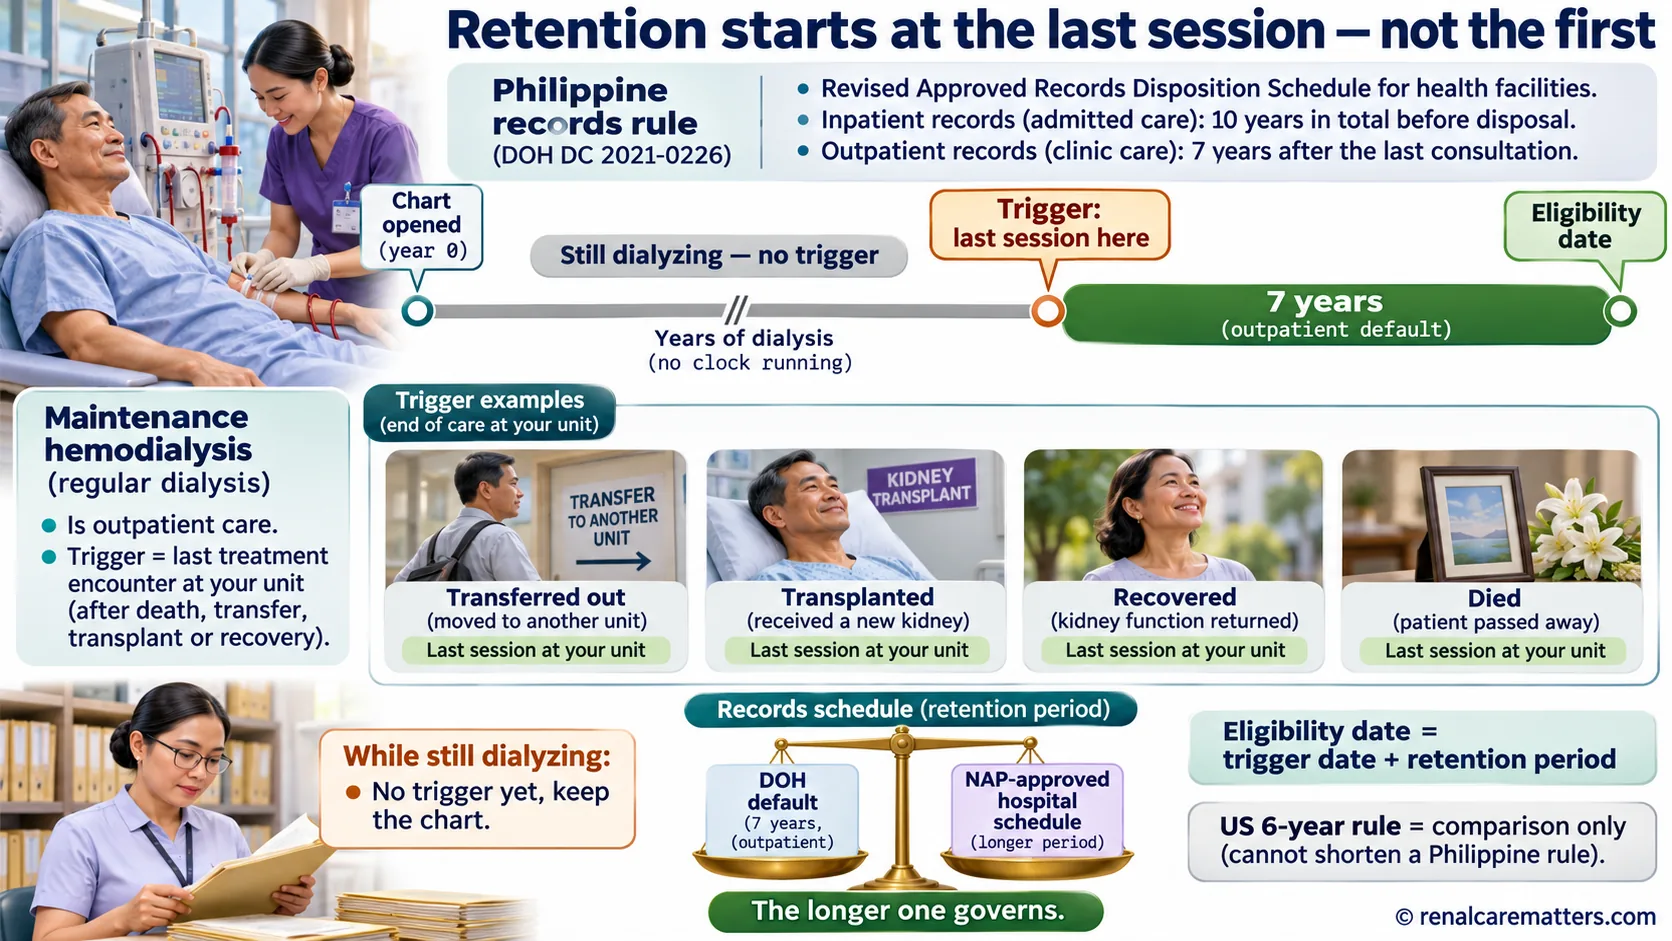 Retention starts at the last session – not the first
Philippine
records rule
(DOH DC 2021-0226)
• Revised Approved Records Disposition Schedule for health facilities.
• Inpatient records (admitted care): 10 years in total before disposal.
• Outpatient records (clinic care): 7 years after the last consultation.
Chart
opened
(year 0)
Still dialyzing — no trigger
Trigger:
last session here
Eligibility
date
7 years
(outpatient default)
Years of dialysis
(no clock running)
Maintenance
hemodialysis
(regular dialysis)
• Is outpatient care.
• Trigger = last treatment
encounter at your unit
(after death, transfer,
transplant or recovery).
Trigger examples
(end of care at your unit)
TRANSFER
TO ANOTHER
UNIT
Transferred out
(moved to another unit)
Last session at your unit
KIDNEY
TRANSPLANT
Transplanted
(received a new kidney)
Last session at your unit
Recovered
(kidney function returned)
Last session at your unit
Died
(patient passed away)
Last session at your unit
While still dialyzing:
• No trigger yet, keep
the chart.
Records schedule (retention period)
DOH
default
(7 years,
(outpatient)
NAP-approved
hospital
schedule
(longer period)
The longer one governs.
Eligibility date =
trigger date + retention period
US 6-year rule = comparison only
(cannot shorten a Philippine rule).
© renalcarematters.com